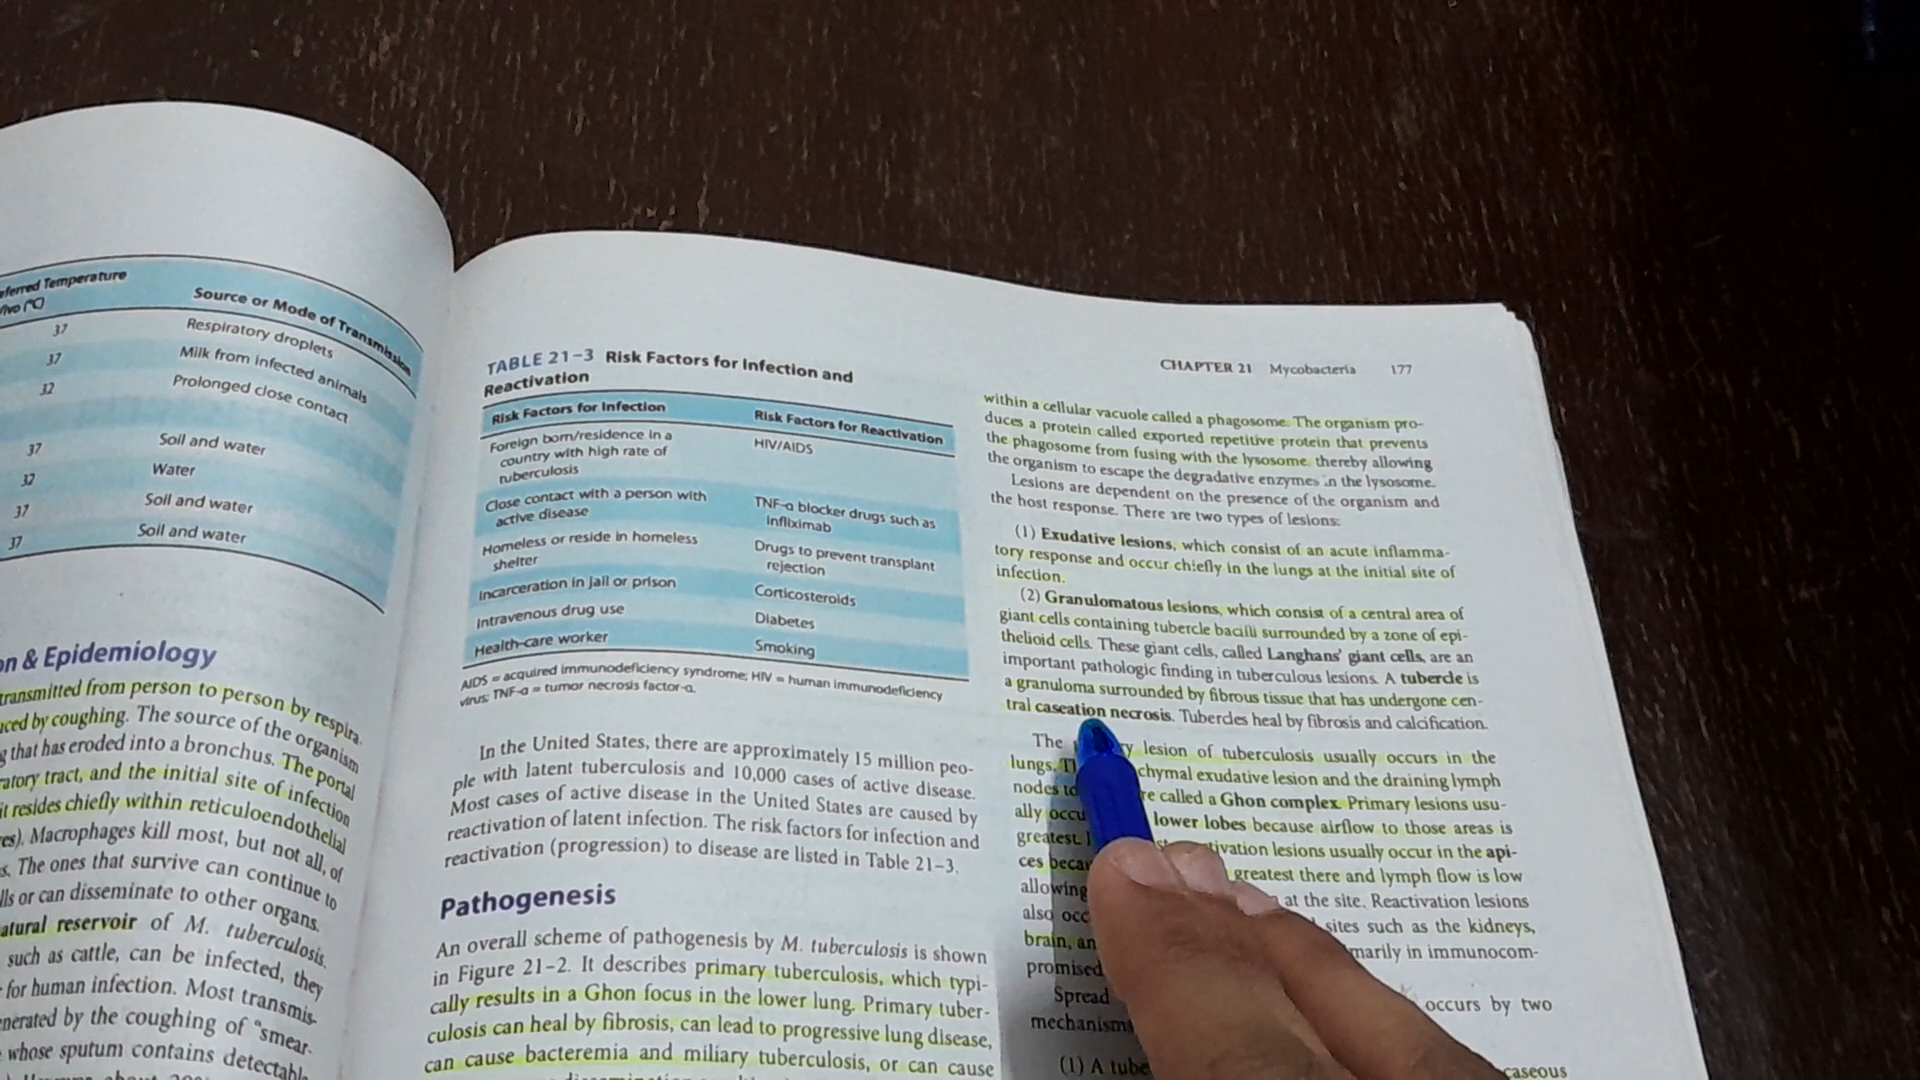 eferred Temperature
Vivo (°C)
Source or Mode of Transmission
37
Respiratory droplets
37
Milk from infected animals
32
Prolonged close contact
37
Soil and water
32
Water
37
Soil and water
37
Soil and water
on & Epidemiology
transmitted from person to person by respira-
uced by coughing. The source of the organism
g that has eroded into a bronchus. The portal
ratory tract, and the initial site of infection
it resides chiefly within reticuloendothelial
es). Macrophages kill most, but not all, of
s. The ones that survive can continue to
lls or can disseminate to other organs.
atural reservoir of M. tuberculosis.
such as cattle, can be infected, they
for human infection. Most transmis-
enerated by the coughing of "smear-
whose sputum contains detectabl
TABLE 21–3 Risk Factors for Infection and
Reactivation
Risk Factors for Infection
Risk Factors for Reactivation
Foreign born/residence in a
country with high rate of
tuberculosis
HIV/AIDS
Close contact with a person with
active disease
TNF-α blocker drugs such as
infliximab
Homeless or reside in homeless
shelter
Drugs to prevent transplant
rejection
Incarceration in jail or prison
Corticosteroids
Intravenous drug use
Diabetes
Health-care worker
Smoking
AIDS = acquired immunodeficiency syndrome; HIV = human immunodeficiency
virus; TNF-α = tumor necrosis factor-α.
In the United States, there are approximately 15 million peo-
ple with latent tuberculosis and 10,000 cases of active disease.
Most cases of active disease in the United States are caused by
reactivation of latent infection. The risk factors for infection and
reactivation (progression) to disease are listed in Table 21–3.
Pathogenesis
An overall scheme of pathogenesis by M. tuberculosis is shown
in Figure 21–2. It describes primary tuberculosis, which typi-
cally results in a Ghon focus in the lower lung. Primary tuber-
culosis can heal by fibrosis, can lead to progressive lung disease,
can cause bacteremia and miliary tuberculosis, or can cause
CHAPTER 21 Mycobacteria 177
within a cellular vacuole called a phagosome. The organism pro-
duces a protein called exported repetitive protein that prevents
the phagosome from fusing with the lysosome, thereby allowing
the organism to escape the degradative enzymes in the lysosome.
Lesions are dependent on the presence of the organism and
the host response. There are two types of lesions:
(1) Exudative lesions, which consist of an acute inflamma-
tory response and occur chiefly in the lungs at the initial site of
infection.
(2) Granulomatous lesions, which consist of a central area of
giant cells containing tubercle bacilli surrounded by a zone of epi-
thelioid cells. These giant cells, called Langhans' giant cells, are an
important pathologic finding in tuberculous lesions. A tubercle is
a granuloma surrounded by fibrous tissue that has undergone cen-
tral caseation necrosis. Tubercles heal by fibrosis and calcification.
The lesion of tuberculosis usually occurs in the
lungs. chymal exudative lesion and the draining lymph
nodes called a Ghon complex. Primary lesions usu-
ally lower lobes because airflow to those areas is
greatest. tivation lesions usually occur in the api-
ces greatest there and lymph flow is low
allowing at the site. Reactivation lesions
also sites such as the kidneys,
brain, marily in immunocom-
promised
Spread occurs by two
mechanisms
(1) A caseous